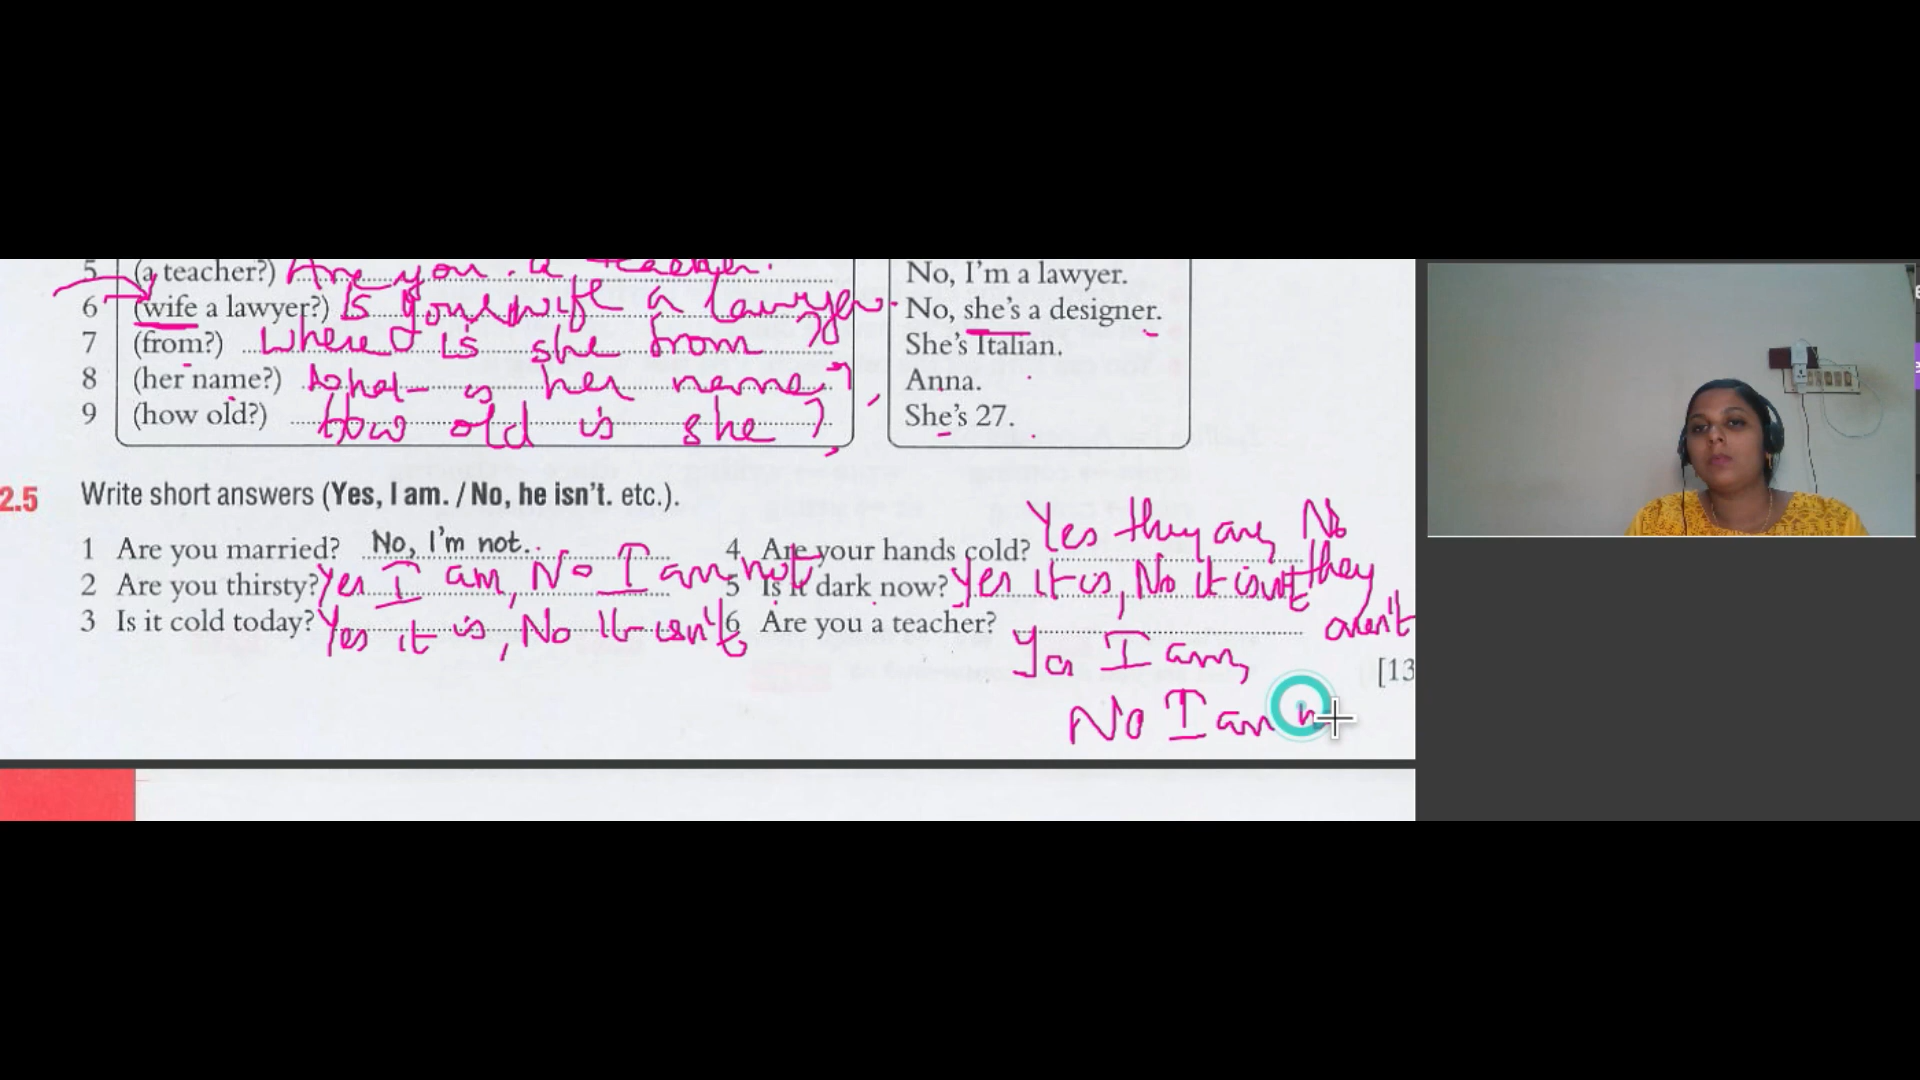 5 (a teacher?) Are you a teacher. No, I'm a lawyer.
6 (wife a lawyer?) Is your wife a lawyer No, she's a designer.
7 (from?) Where is she from ? She's Italian.
8 (her name?) What is her name? Anna.
9 (how old?) How old is she ? She's 27.
2.5 Write short answers (Yes, I am. / No, he isn't. etc.).
1 Are you married? No, I'm not.
2 Are you thirsty? Yes I am, No I am not
3 Is it cold today? Yes it is, No It isn't
4 Are your hands cold? Yes they are, No they aren't
5 Is it dark now? Yes it is, No it isn't
6 Are you a teacher? Yes I am,
No I am
[13